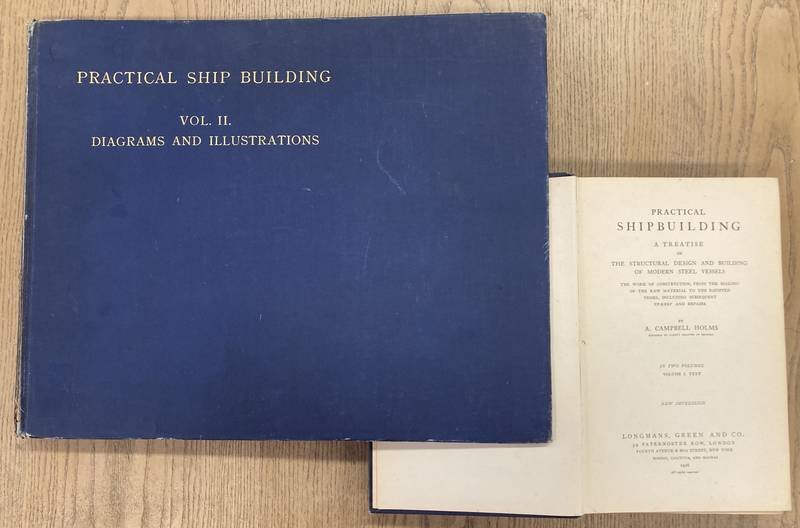 PRACTICAL SHIP BUILDING
VOL. II.
DIAGRAMS AND ILLUSTRATIONS
PRACTICAL
SHIPBUILDING
A TREATISE
ON
THE STRUCTURAL DESIGN AND BUILDING
OF MODERN STEEL VESSELS
THE WORK OF CONSTRUCTION, FROM THE MAKING
OF THE RAW MATERIAL TO THE EQUIPPED
VESSEL, INCLUDING SUBSEQUENT
UP-KEEP AND REPAIRS
BY
A. CAMPBELL HOLMS
IN TWO VOLUMES
VOLUME I. TEXT
NEW IMPRESSION
LONGMANS, GREEN AND CO.
39 PATERNOSTER ROW, LONDON
FOURTH AVENUE & 30TH STREET, NEW YORK
BOMBAY, CALCUTTA, AND MADRAS
All rights reserved